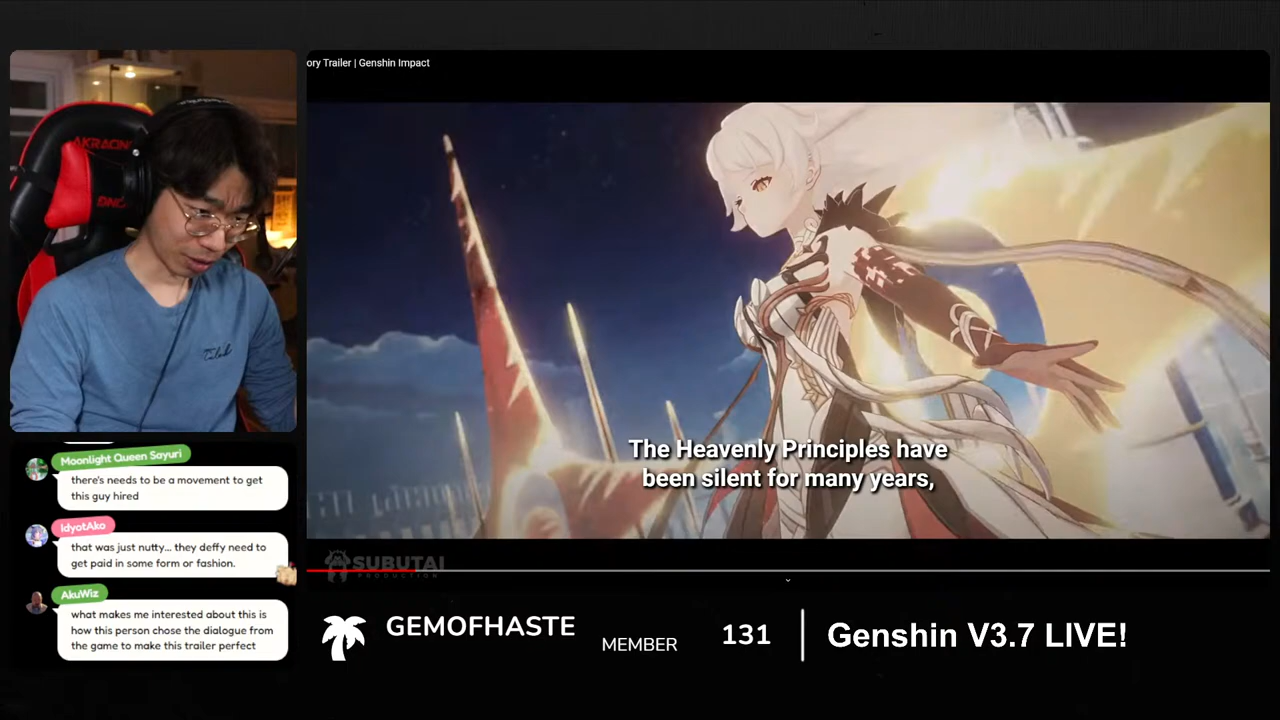 ory Trailer | Genshin Impact
AKRACING
The Heavenly Principles have
been silent for many years,
SUBUTAI
PRODUCTION
Moonlight Queen Sayuri
there's needs to be a movement to get
this guy hired
IdyotAko
that was just nutty... they deffy need to
get paid in some form or fashion.
AkuWiz
what makes me interested about this is
how this person chose the dialogue from
the game to make this trailer perfect
GEMOFHASTE
MEMBER
131
Genshin V3.7 LIVE!